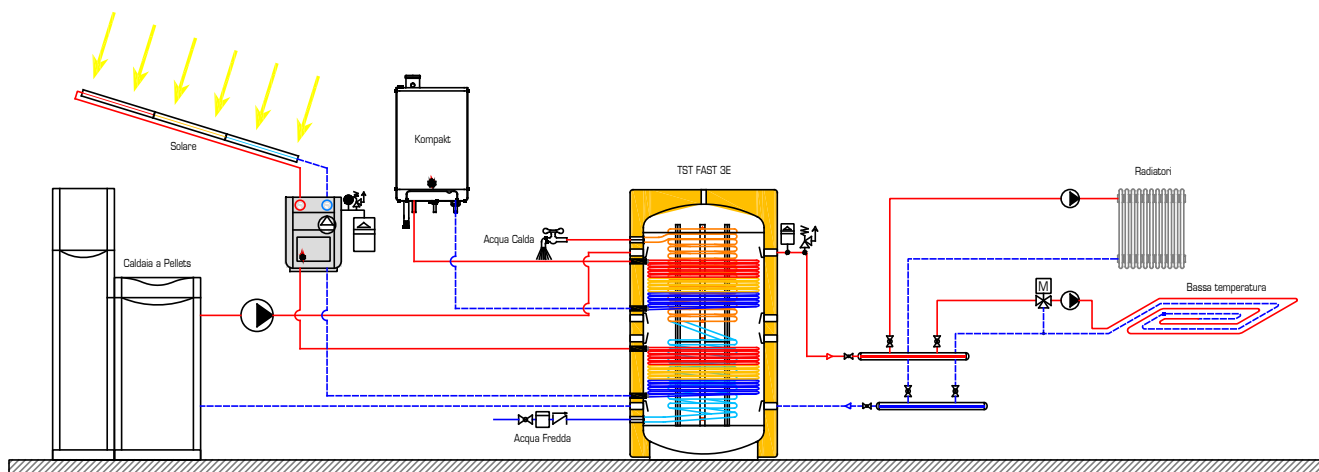 Solare
Kompakt
TST FAST 3E
Radiatori
Acqua Calda
Caldaia a Pellets
M
Bassa temperatura
Acqua Fredda